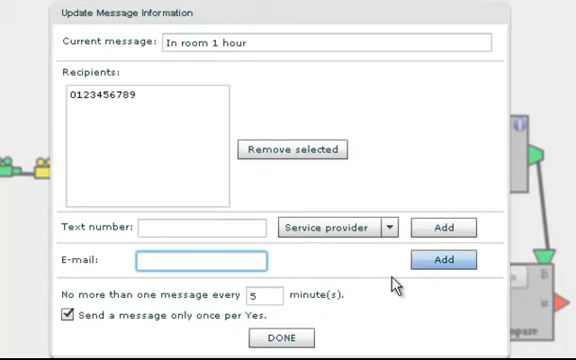 Update Message Information
Current message: In room 1 hour
Recipients:
0123456789
Remove selected
Text number: Service provider Add
E-mail: Add
No more than one message every 5 minute(s).
Send a message only once per Yes.
DONE
B